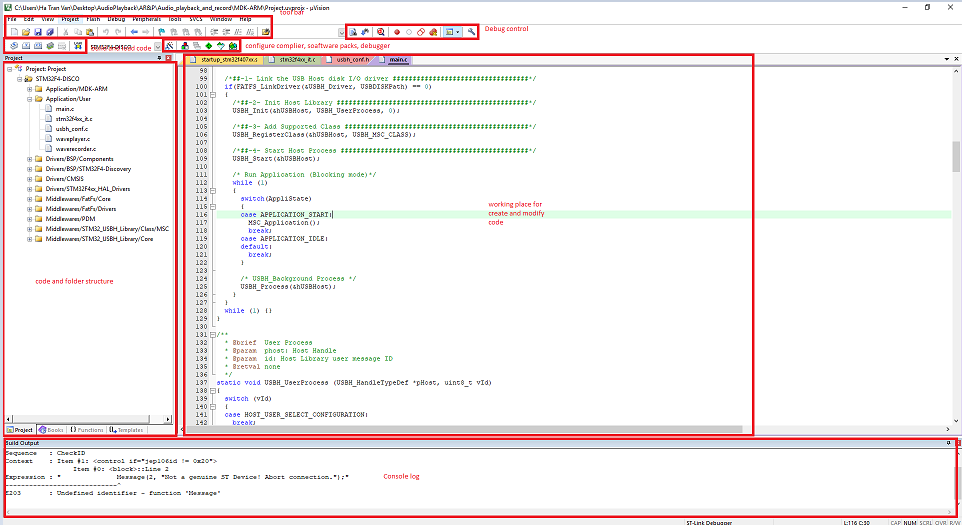 C:\Users\Ha Tran Van\Desktop\AudioPlayback\AR&P\Audio_playback_and_record\MDK-ARM\Project.uvprojx - µVision
File Edit View Project Flash Debug Peripherals Tools SVCS Window Help
tool bar
Debug control
STM32F4-DISCO
load code
configure complier, soaftware packs, debugger
Project
startup_stm32f407xx.s stm32f4xx_it.c usbh_conf.h main.c
Project: Project
STM32F4-DISCO
Application/MDK-ARM
Application/User
main.c
stm32f4xx_it.c
usbh_conf.c
waveplayer.c
waverecorder.c
Drivers/BSP/Components
Drivers/BSP/STM32F4-Discovery
Drivers/CMSIS
Drivers/STM32F4xx_HAL_Drivers
Middlewares/FatFs/Core
Middlewares/FatFs/Drivers
Middlewares/PDM
Middlewares/STM32_USBH_Library/Class/MSC
Middlewares/STM32_USBH_Library/Core
code and folder structure
Project Books {} Functions Templates
98
99 /*##-1- Link the USB Host disk I/O driver ##################################*/
100 if(FATFS_LinkDriver(&USBH_Driver, USBDISKPath) == 0)
101 {
102 /*##-2- Init Host Library ################################################*/
103 USBH_Init(&hUSBHost, USBH_UserProcess, 0);
104
105 /*##-3- Add Supported Class ##############################################*/
106 USBH_RegisterClass(&hUSBHost, USBH_MSC_CLASS);
107
108 /*##-4- Start Host Process ###############################################*/
109 USBH_Start(&hUSBHost);
110
111 /* Run Application (Blocking mode)*/
112 while (1)
113 {
114 switch(AppliState)
115 {
116 case APPLICATION_START:
117 MSC_Application();
118 break;
119 case APPLICATION_IDLE:
120 default:
121 break;
122 }
123
124 /* USBH_Background Process */
125 USBH_Process(&hUSBHost);
126 }
127 }
128 while (1) {}
129 }
130
131 /**
132 * @brief User Process
133 * @param phost: Host Handle
134 * @param id: Host Library user message ID
135 * @retval none
136 */
137 static void USBH_UserProcess (USBH_HandleTypeDef *pHost, uint8_t vId)
138 {
139 switch (vId)
140 {
141 case HOST_USER_SELECT_CONFIGURATION:
142 break;
working place for
create and modify
code
Build Output
Sequence : CheckID
Context : Item #1: <control if="jep106id != 0x20">
Item #0: <block>::Line 2
Expression : " Message(2, "Not a genuine ST Device! Abort connection.");"
------------------------------^
E203 : Undefined identifier - function 'Message'
Console log
ST-Link Debugger L:116 C:30 CAP NUM SCRL OVR R/W